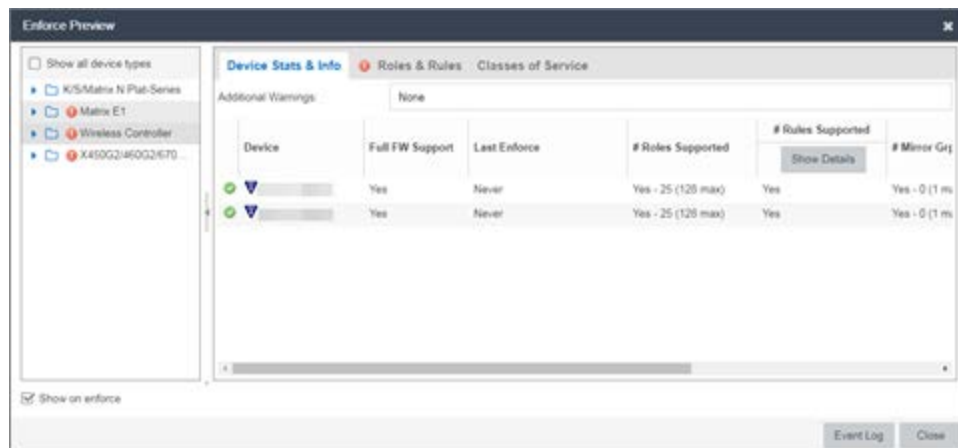 Enforce Preview
Show all device types
K/S/Matrix N Plat-Series
Matrix E1
Wireless Controller
X450G2/460G2/670...
Device Stats & Info
Roles & Rules
Classes of Service
Additional Warnings:
None
Device
Full FW Support
Last Enforce
# Roles Supported
# Rules Supported
Show Details
# Mirror Grp
Yes
Never
Yes - 25 (128 max)
Yes
Yes - 0 (1 ma
Yes
Never
Yes - 25 (128 max)
Yes
Yes - 0 (1 ma
Show on enforce
Event Log
Close